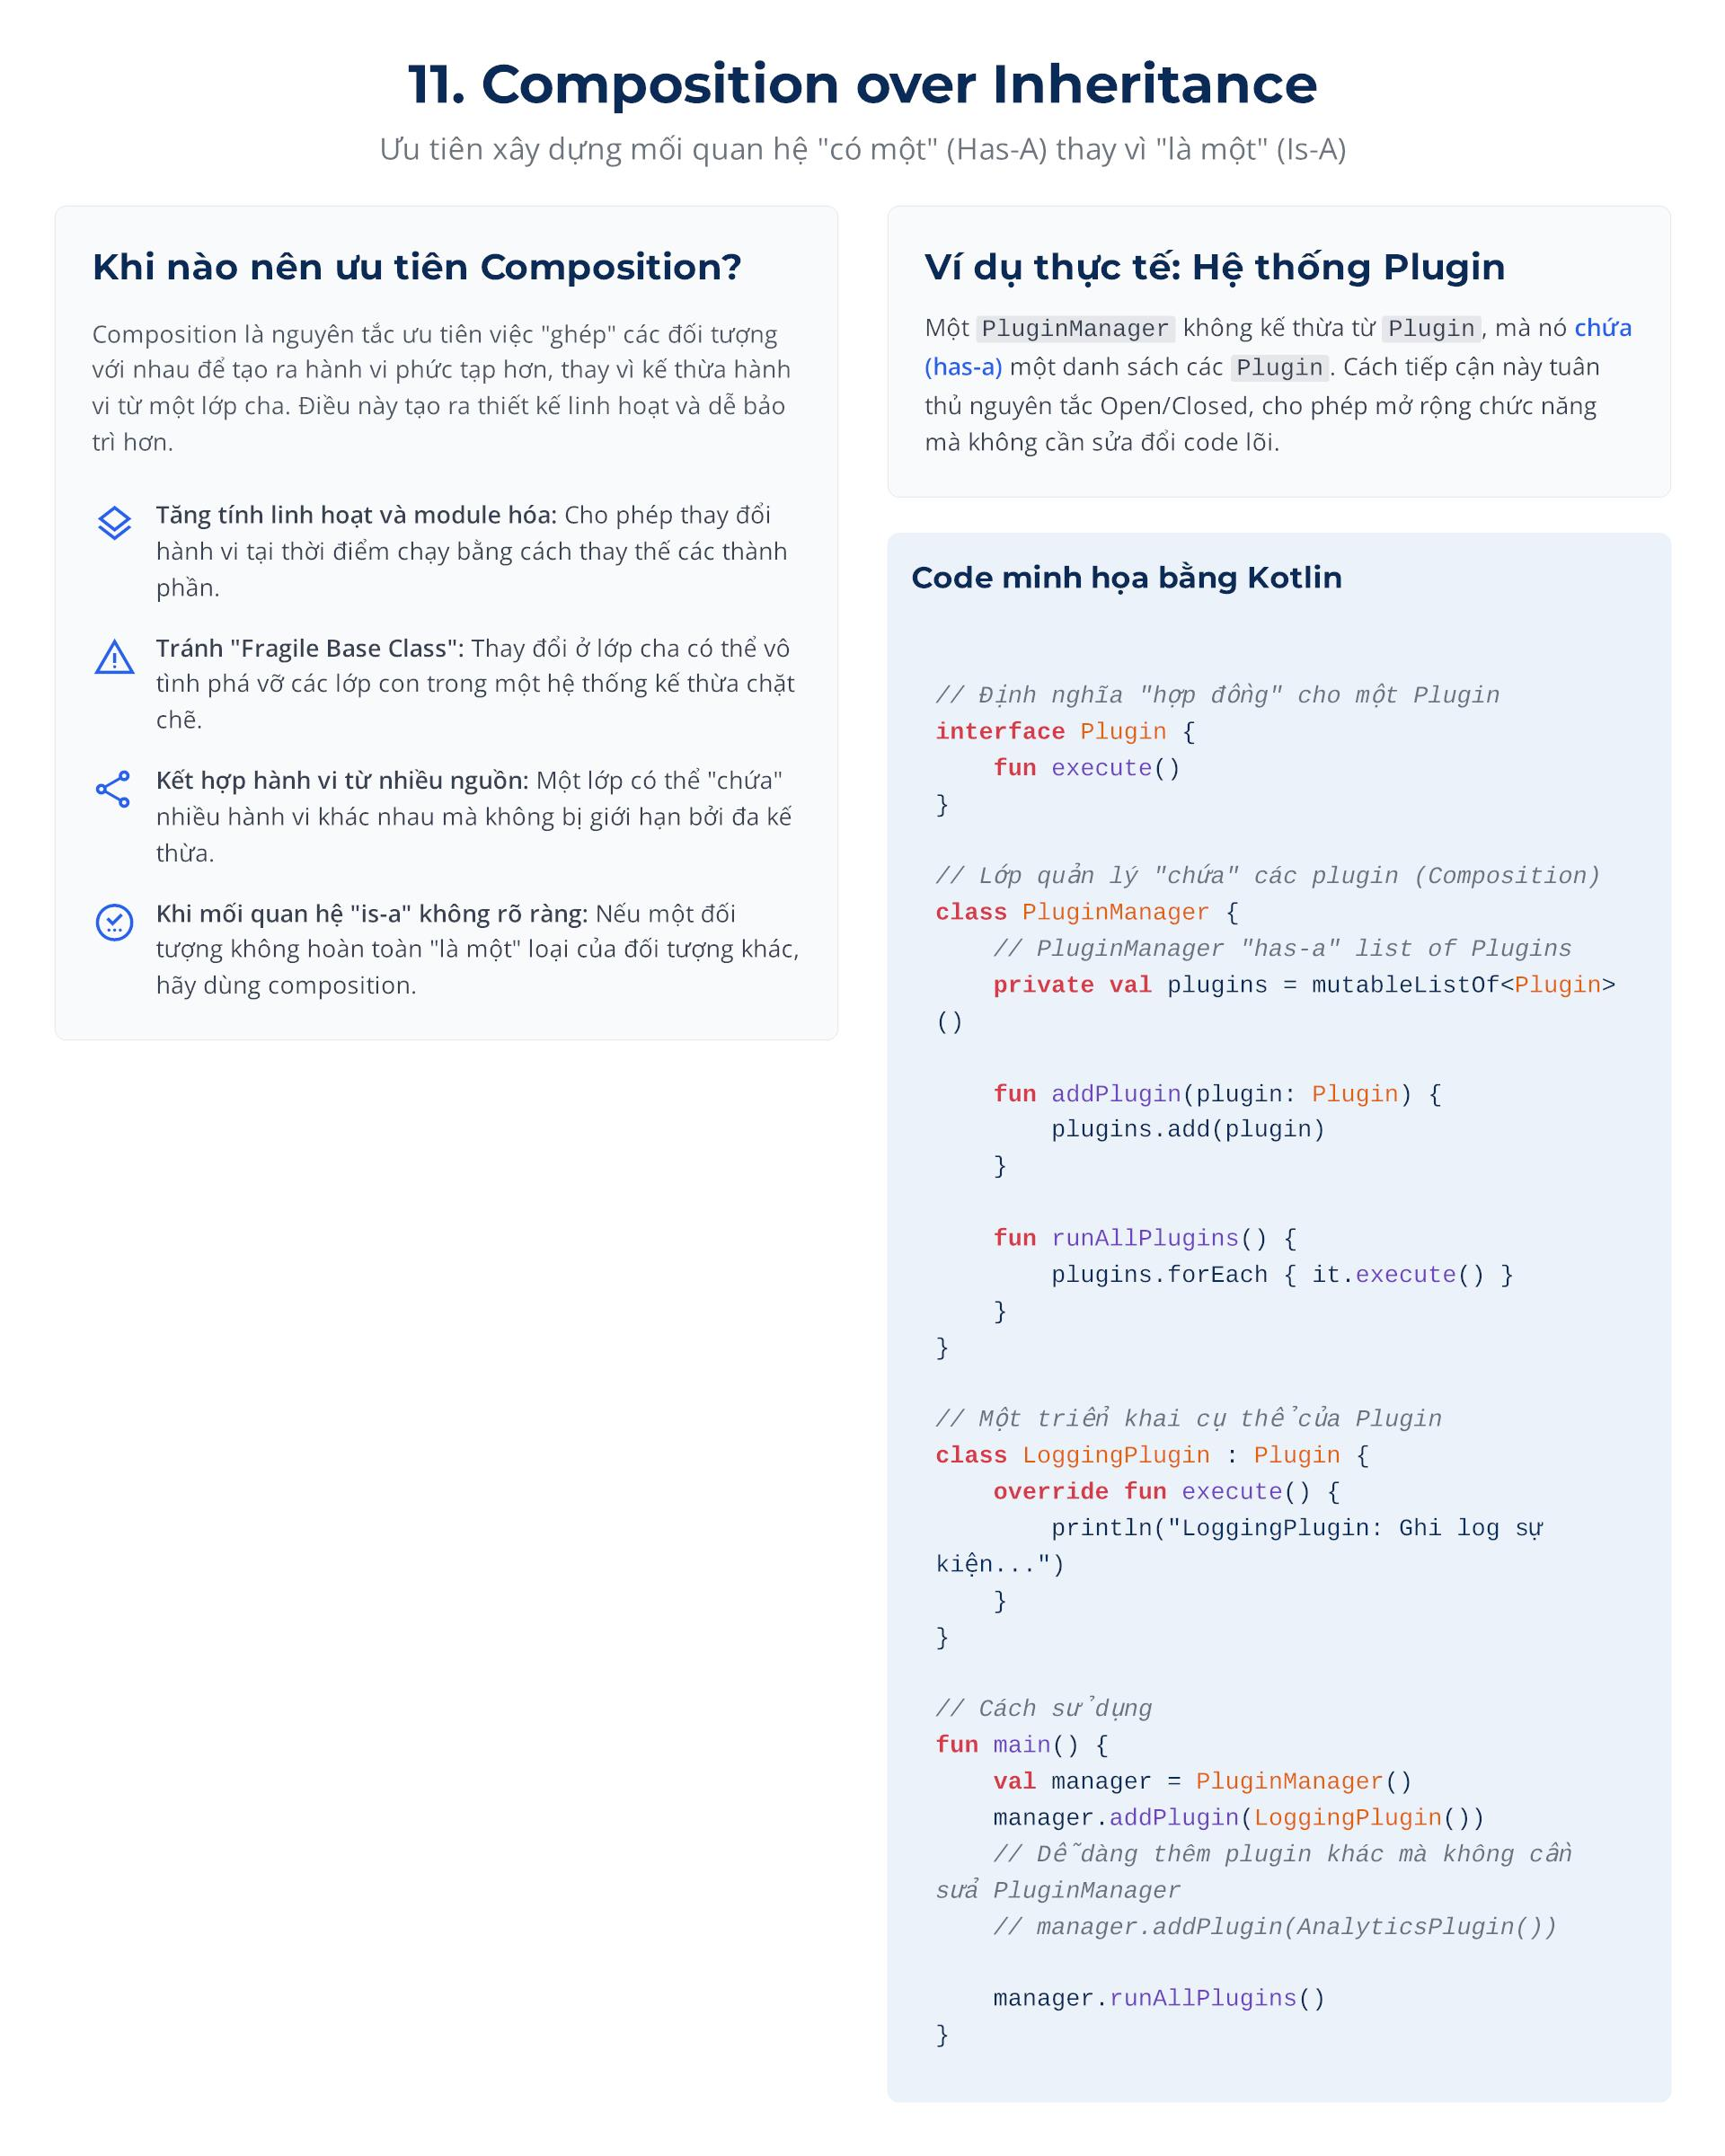 11. Composition over Inheritance
Ưu tiên xây dựng mối quan hệ "có một" (Has-A) thay vì "là một" (Is-A)
Khi nào nên ưu tiên Composition?
Composition là nguyên tắc ưu tiên việc "ghép" các đối tượng
với nhau để tạo ra hành vi phức tạp hơn, thay vì kế thừa hành
vi từ một lớp cha. Điều này tạo ra thiết kế linh hoạt và dễ bảo
trì hơn.
Tăng tính linh hoạt và module hóa: Cho phép thay đổi
hành vi tại thời điểm chạy bằng cách thay thế các thành
phần.
Tránh "Fragile Base Class": Thay đổi ở lớp cha có thể vô
tình phá vỡ các lớp con trong một hệ thống kế thừa chặt
chẽ.
Kết hợp hành vi từ nhiều nguồn: Một lớp có thể "chứa"
nhiều hành vi khác nhau mà không bị giới hạn bởi đa kế
thừa.
Khi mối quan hệ "is-a" không rõ ràng: Nếu một đối
tượng không hoàn toàn "là một" loại của đối tượng khác,
hãy dùng composition.
Ví dụ thực tế: Hệ thống Plugin
Một PluginManager không kế thừa từ Plugin, mà nó chứa
(has-a) một danh sách các Plugin. Cách tiếp cận này tuân
thủ nguyên tắc Open/Closed, cho phép mở rộng chức năng
mà không cần sửa đổi code lõi.
Code minh họa bằng Kotlin
// Định nghĩa "hợp đồng" cho một Plugin
interface Plugin {
    fun execute()
}
// Lớp quản lý "chứa" các plugin (Composition)
class PluginManager {
    // PluginManager "has-a" list of Plugins
    private val plugins = mutableListOf<Plugin>
()
    fun addPlugin(plugin: Plugin) {
        plugins.add(plugin)
    }
    fun runAllPlugins() {
        plugins.forEach { it.execute() }
    }
}
// Một triển khai cụ thể của Plugin
class LoggingPlugin : Plugin {
    override fun execute() {
        println("LoggingPlugin: Ghi log sự
kiện...")
    }
}
// Cách sử dụng
fun main() {
    val manager = PluginManager()
    manager.addPlugin(LoggingPlugin())
    // Dễ dàng thêm plugin khác mà không cần
sửa PluginManager
    // manager.addPlugin(AnalyticsPlugin())
    manager.runAllPlugins()
}